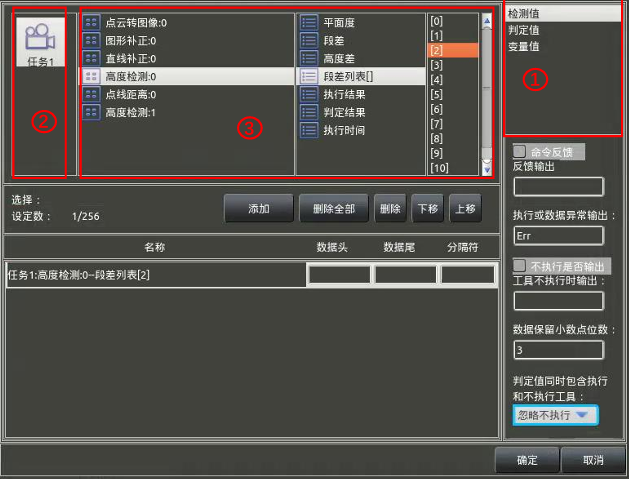 任务1
②
点云转图像:0
图形补正:0
直线补正:0
高度检测:0
点线距离:0
高度检测:1
③
平面度
段差
高度差
段差列表[]
执行结果
判定结果
执行时间
[0]
[1]
[2]
[3]
[4]
[5]
[6]
[7]
[8]
[9]
[10]
检测值
判定值
变量值
①
选择：
设定数： 1/256
添加
删除全部
删除
下移
上移
名称
数据头
数据尾
分隔符
任务1:高度检测:0--段差列表[2]
命令反馈
反馈输出
执行或数据异常输出：
Err
不执行是否输出
工具不执行时输出：
数据保留小数点位数：
3
判定值同时包含执行
和不执行工具：
忽略不执行
确定
取消